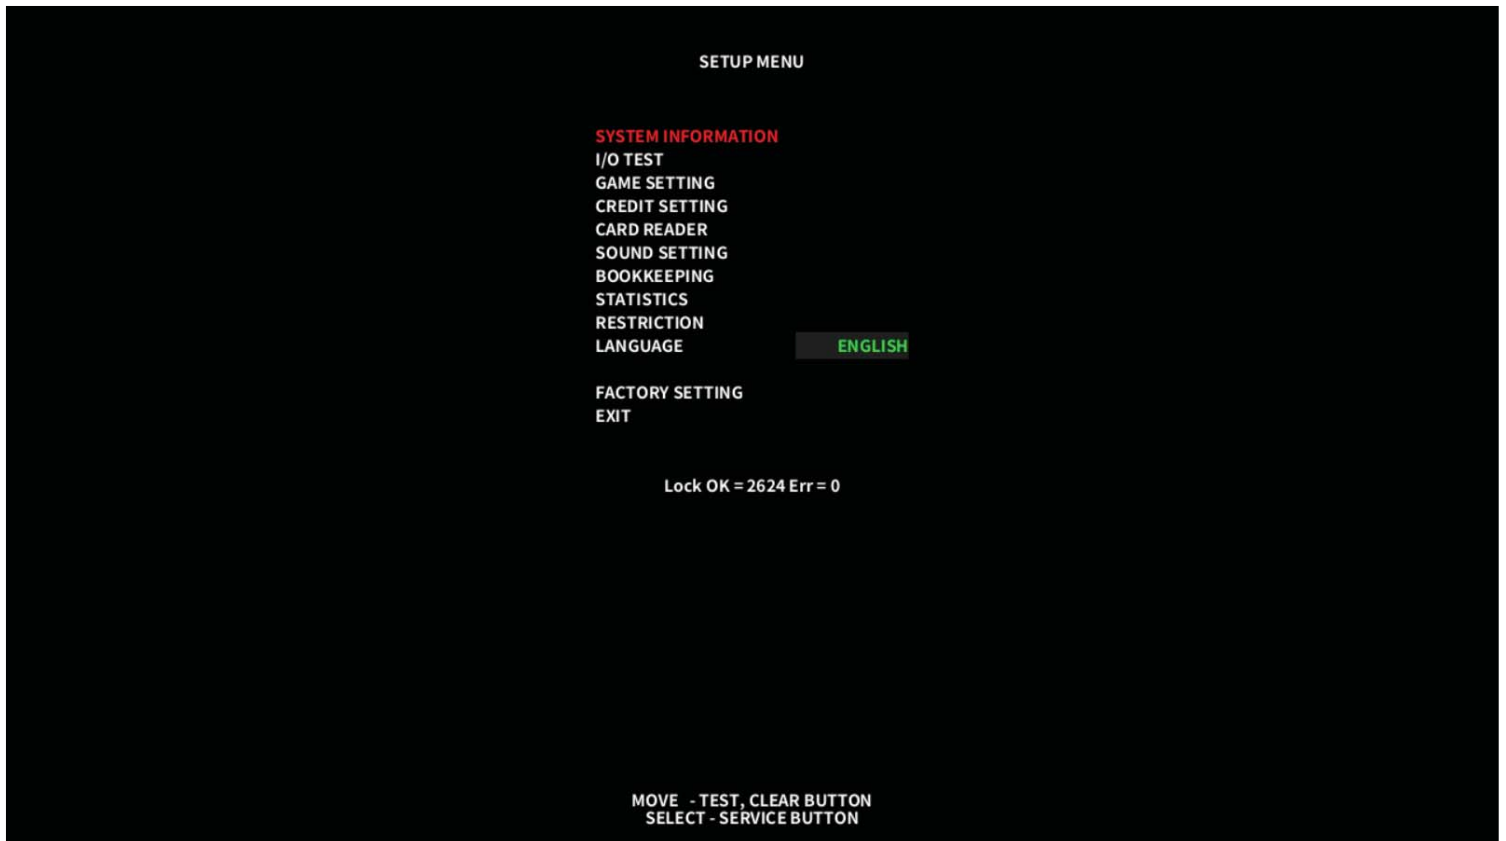 SETUP MENU
SYSTEM INFORMATION
I/O TEST
GAME SETTING
CREDIT SETTING
CARD READER
SOUND SETTING
BOOKKEEPING
STATISTICS
RESTRICTION
LANGUAGE ENGLISH
FACTORY SETTING
EXIT
Lock OK = 2624 Err = 0
MOVE - TEST, CLEAR BUTTON
SELECT - SERVICE BUTTON